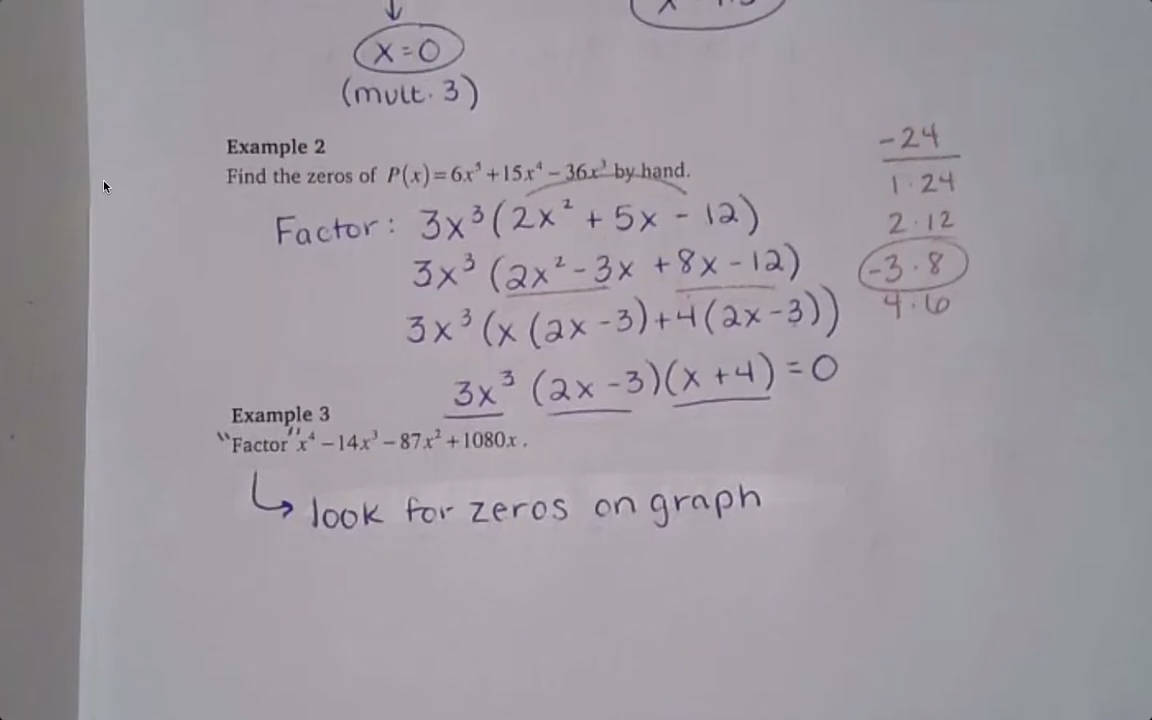 x=0
(mult. 3)
Example 2
Find the zeros of P(x)=6x⁵+15x⁴−36x³ by hand.
Factor: 3x³(2x² + 5x − 12)
3x³ (2x² − 3x + 8x − 12)
3x³ (x (2x − 3) + 4(2x − 3))
3x³ (2x − 3)(x + 4) = 0
−24
1·24
2·12
−3·8
4·6
Example 3
"Factor" x⁴ −14x³ −87x² +1080x.
↳ look for zeros on graph